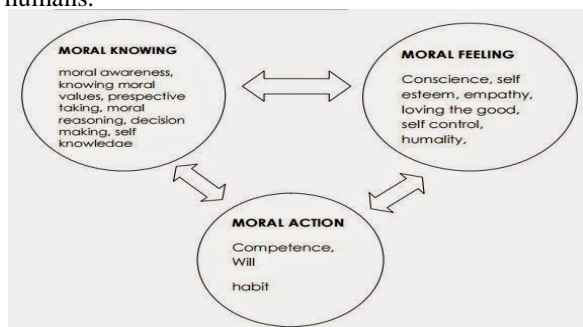 humans.
MORAL KNOWING
moral awareness,
knowing moral
values, prespective
taking, moral
reasoning, decision
making, self
knowledae
MORAL FEELING
Conscience, self
esteem, empathy,
loving the good,
self control,
humality,
MORAL ACTION
Competence,
Will
habit